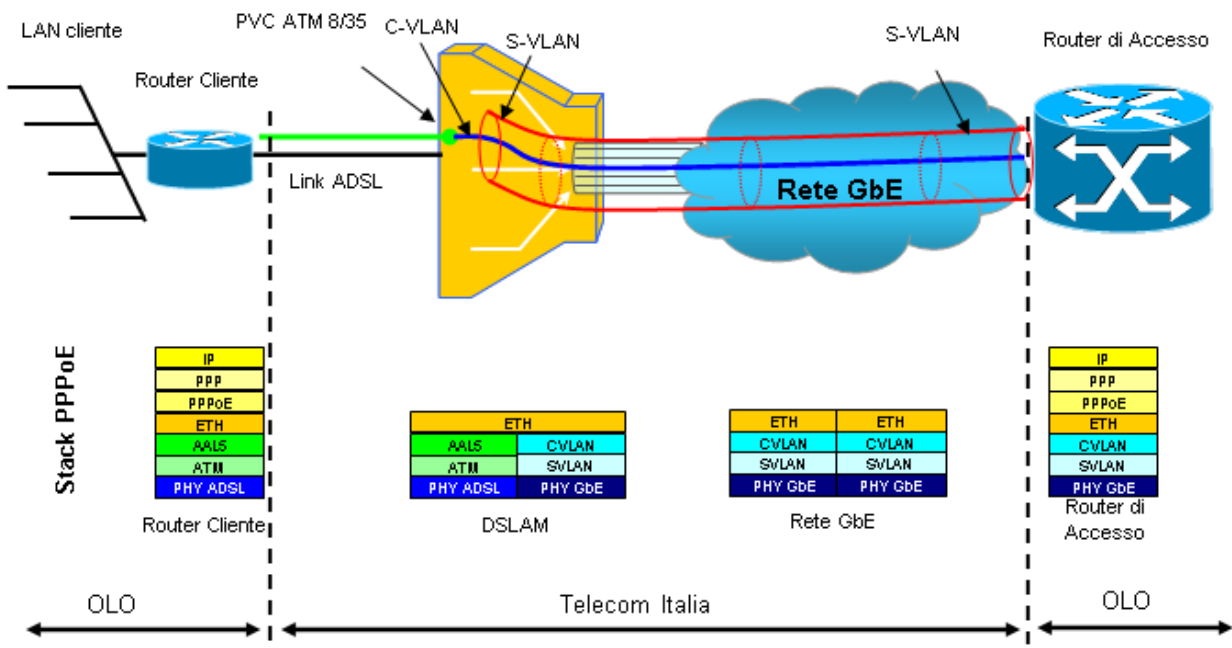 LAN cliente
PVC ATM 8/35
C-VLAN
S-VLAN
S-VLAN
Router di Accesso
Router Cliente
Link ADSL
Rete GbE
Stack PPPoE
IP
PPP
PPPoE
ETH
AAL5
ATM
PHY ADSL
Router Cliente
ETH
AAL5 CVLAN
ATM SVLAN
PHY ADSL PHY GbE
DSLAM
ETH ETH
CVLAN CVLAN
SVLAN SVLAN
PHY GbE PHY GbE
Rete GbE
IP
PPP
PPPoE
ETH
CVLAN
SVLAN
PHY GbE
Router di
Accesso
OLO
Telecom Italia
OLO